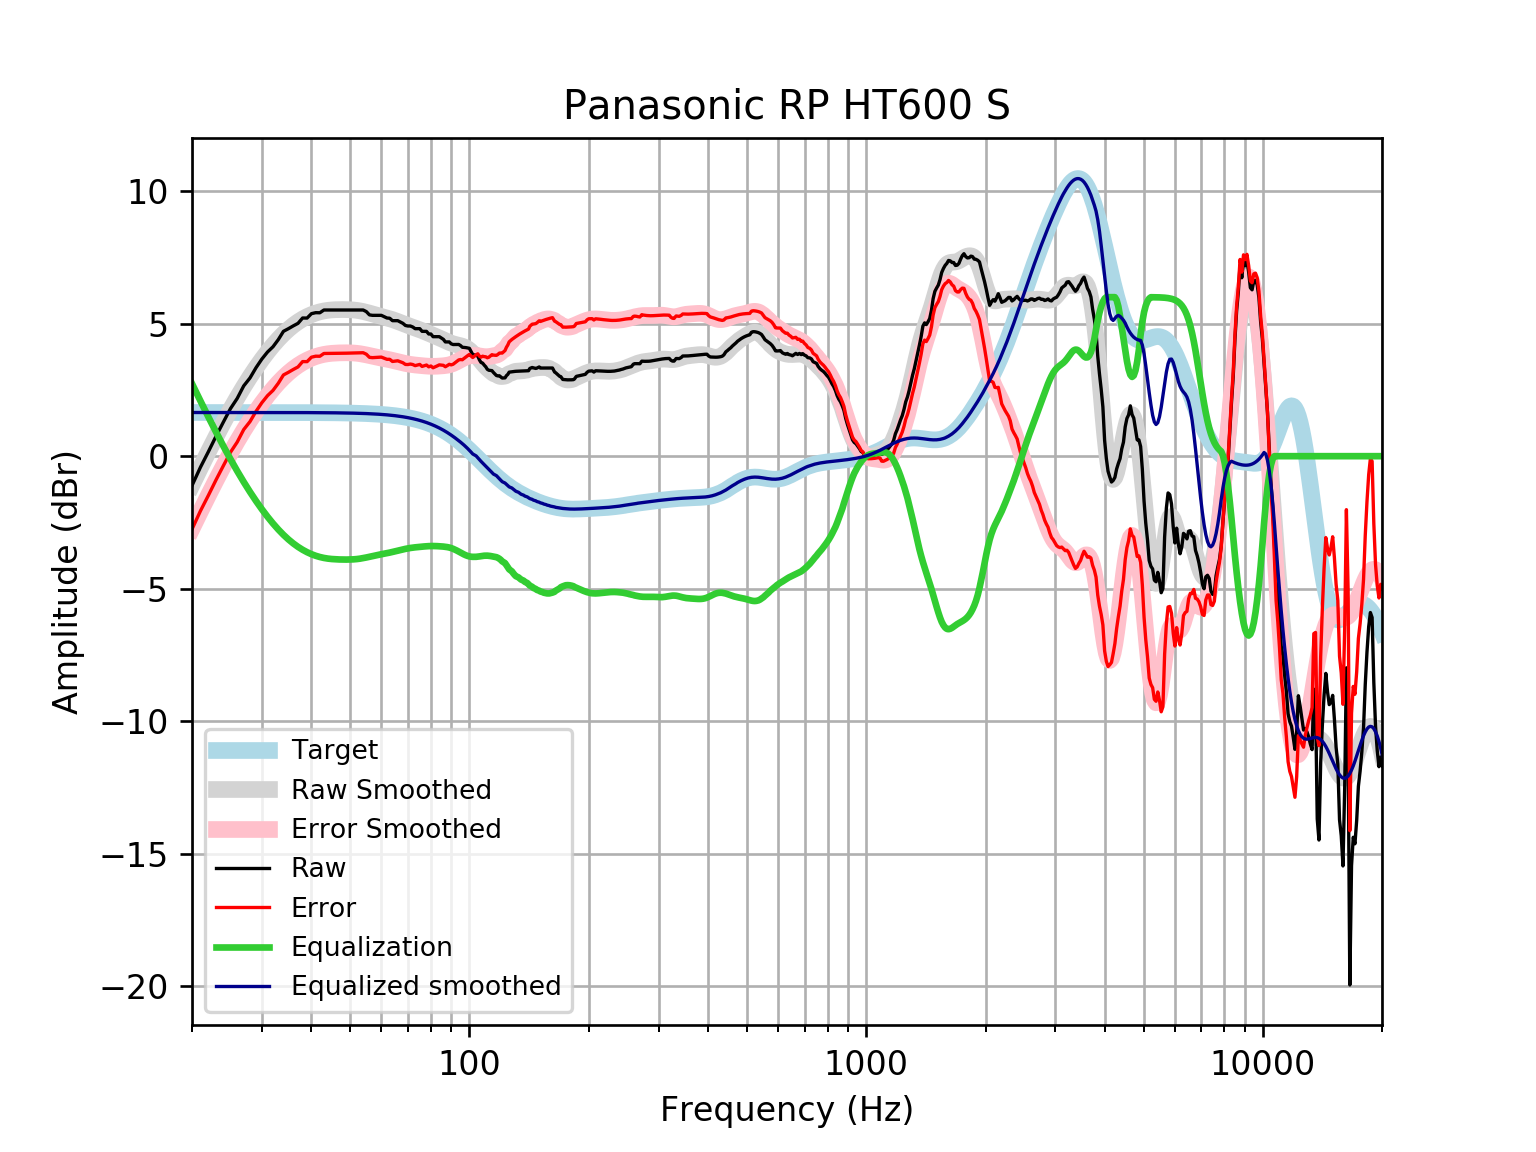 Panasonic RP HT600 S
10
5
0
−5
−10
−15
−20
Amplitude (dBr)
Target
Raw Smoothed
Error Smoothed
Raw
Error
Equalization
Equalized smoothed
100
1000
10000
Frequency (Hz)